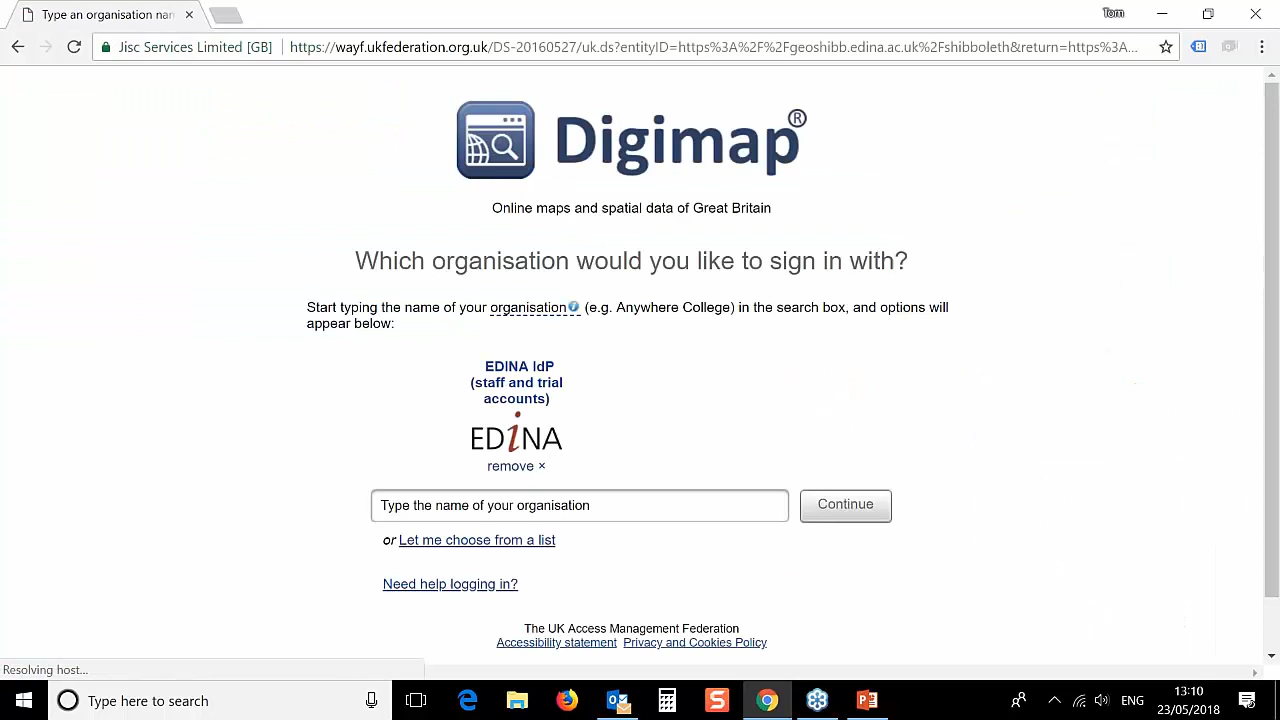 Type an organisation nan
Tom
Jisc Services Limited [GB]
https://wayf.ukfederation.org.uk/DS-20160527/uk.ds?entityID=https%3A%2F%2Fgeoshibb.edina.ac.uk%2Fshibboleth&return=https%3A...
Digimap®
Online maps and spatial data of Great Britain
Which organisation would you like to sign in with?
Start typing the name of your organisation (e.g. Anywhere College) in the search box, and options will
appear below:
EDINA IdP
(staff and trial
accounts)
EDiNA
remove ×
Type the name of your organisation
Continue
or Let me choose from a list
Need help logging in?
The UK Access Management Federation
Accessibility statement Privacy and Cookies Policy
Resolving host...
Type here to search
ENG
13:10
23/05/2018